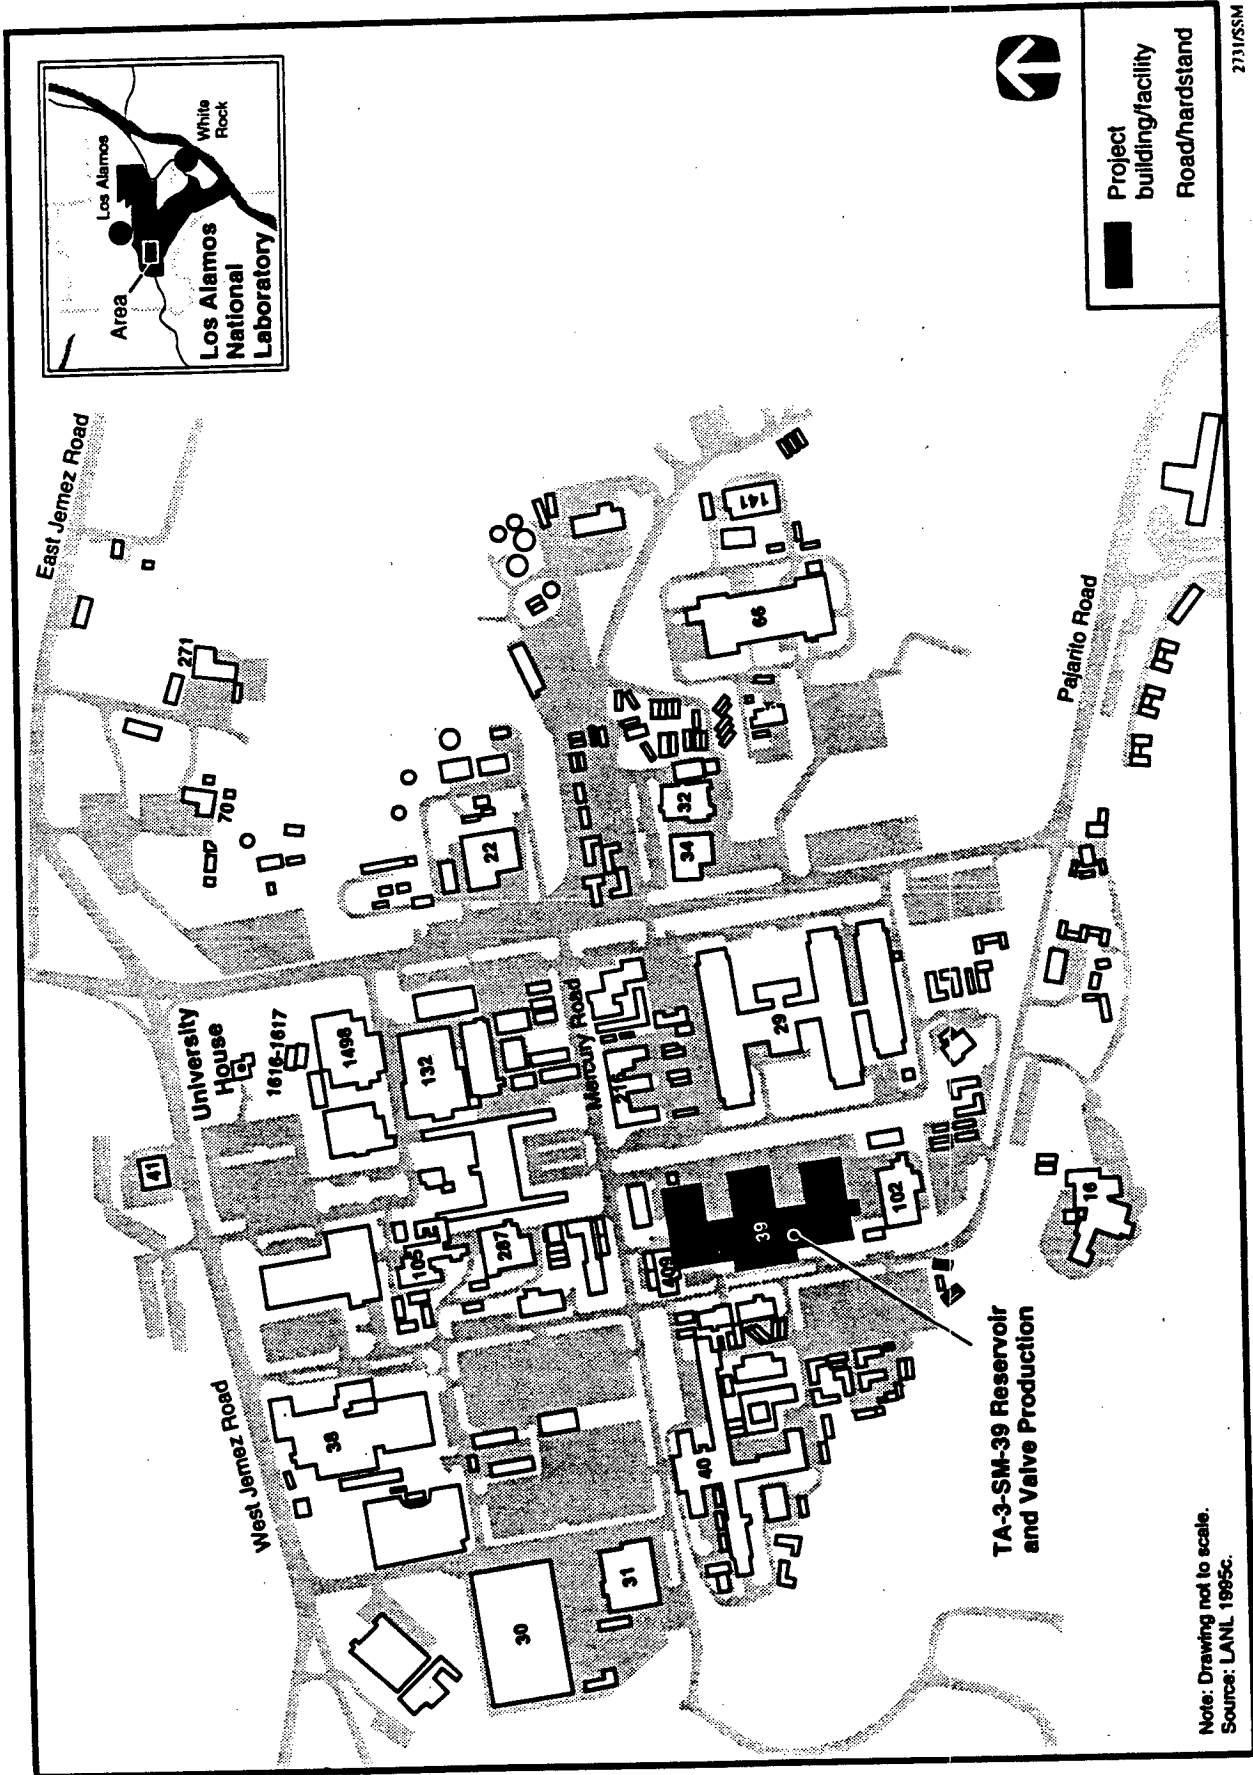 Area
Los Alamos
White
Rock
Los Alamos
National
Laboratory
Project
building/facility
Road/hardstand
East Jemez Road
271
70
22
141
66
32
34
Pajarito Road
University
House
1616-1617
1498
132
Mercury Road
29
41
105
287
409
39
102
16
West Jemez Road
38
40
30
31
TA-3-SM-39 Reservoir
and Valve Production
Note: Drawing not to scale.
Source: LANL 1995c.
2731/SSM